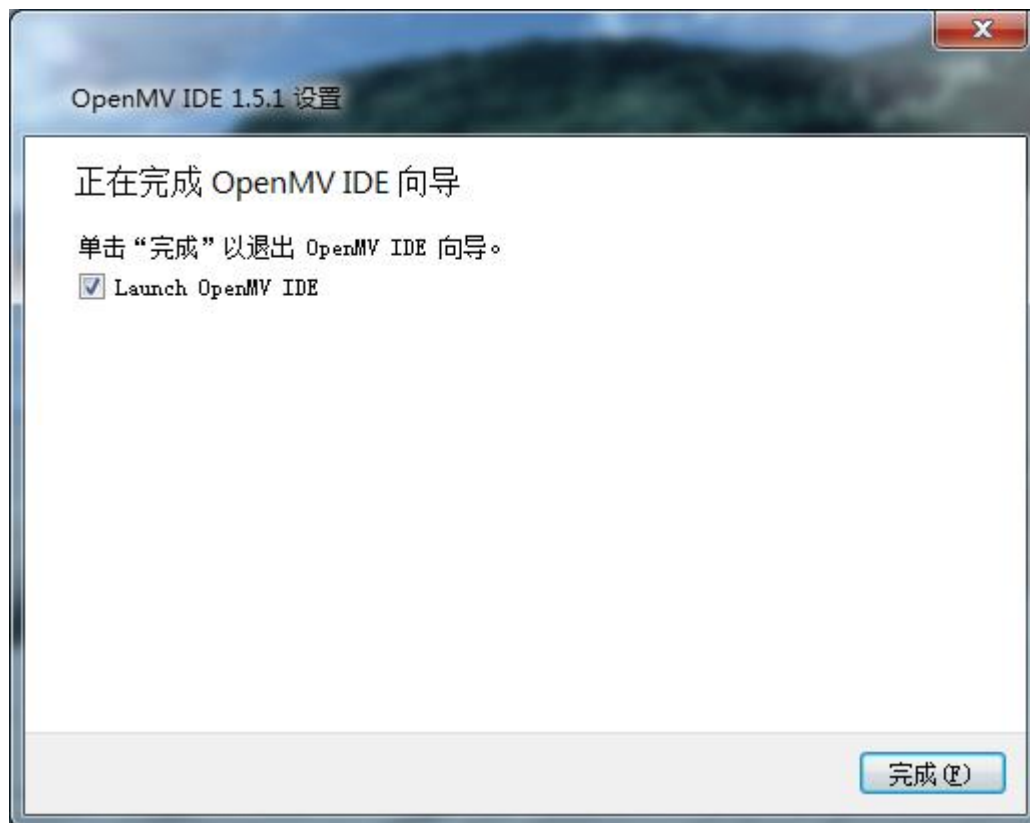 OpenMV IDE 1.5.1 设置
正在完成 OpenMV IDE 向导
单击“完成”以退出 OpenMV IDE 向导。
Launch OpenMV IDE
完成(F)